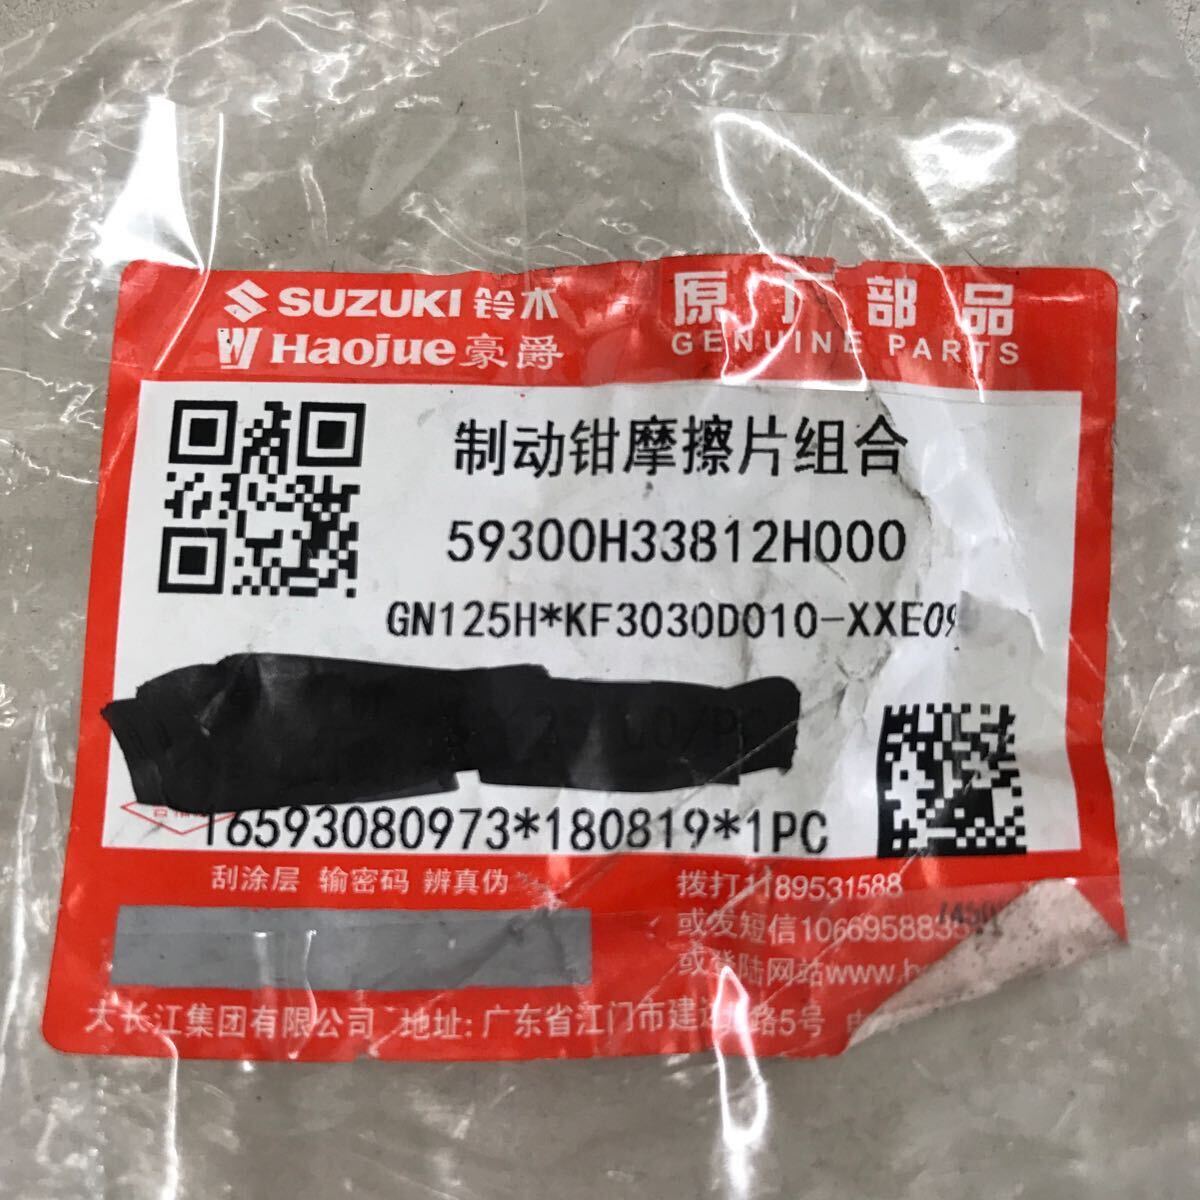 SUZUKI 铃木
Haojue 豪爵
原厂部品
GENUINE PARTS
制动钳摩擦片组合
59300H33812H000
GN125H*KF3030D010-XXE09
16593080973*180819*1PC
刮涂层 输密码 辨真伪
拨打1189531588
或发短信1066958835
或登陆网站www.h
大长江集团有限公司 地址: 广东省江门市建达 路5号